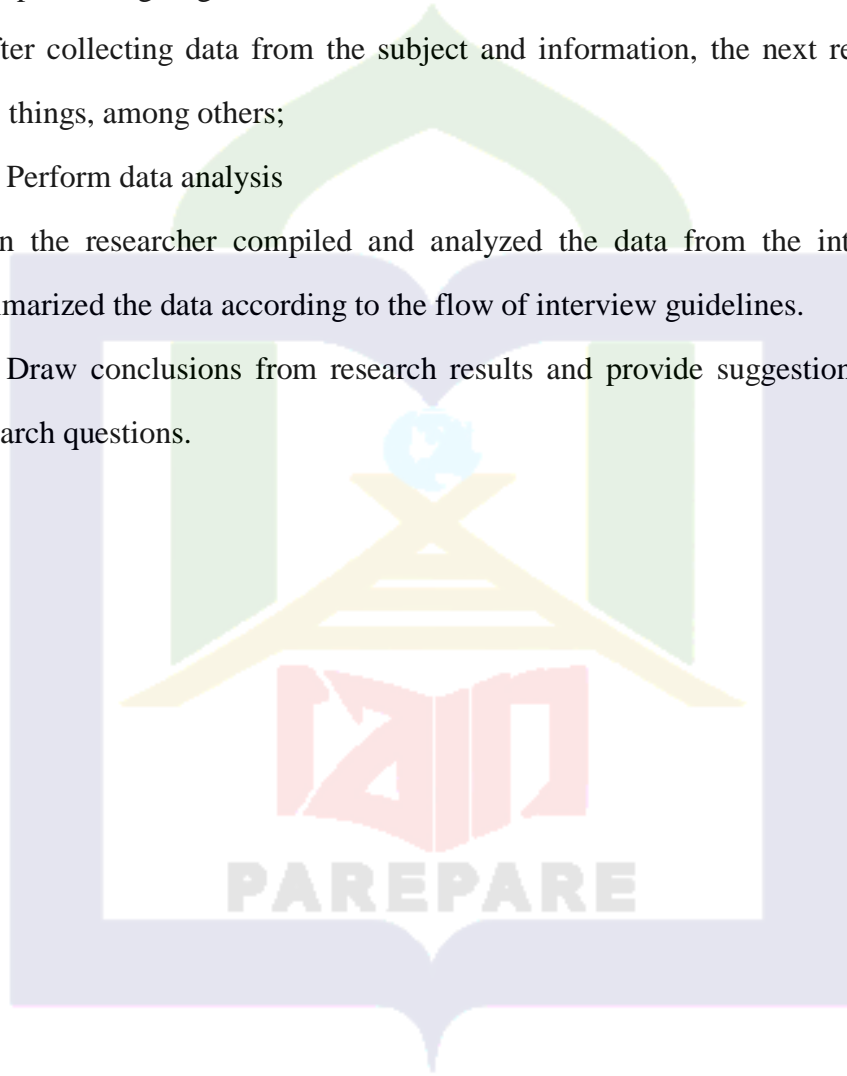 fter collecting data from the subject and information, the next re
things, among others;
Perform data analysis
n the researcher compiled and analyzed the data from the int
marized the data according to the flow of interview guidelines.
Draw conclusions from research results and provide suggestion
arch questions.
iain
PAREPARE